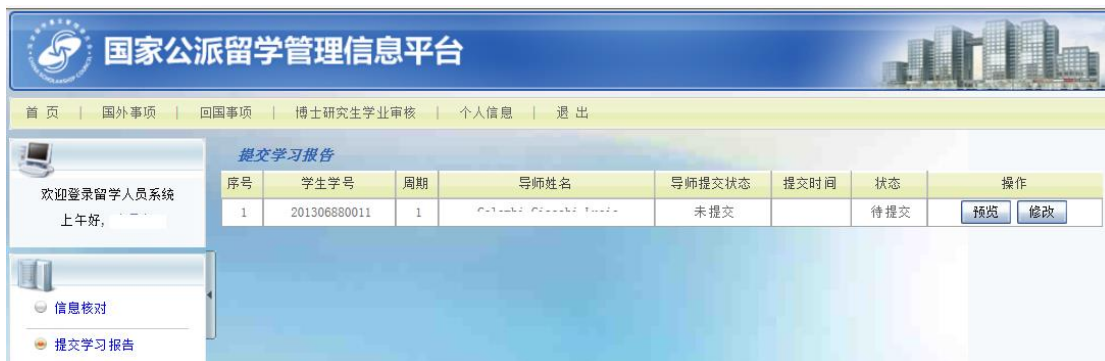 国家公派留学管理信息平台
首 页 | 国外事项 | 回国事项 | 博士研究生学业审核 | 个人信息 | 退 出
欢迎登录留学人员系统
上午好,
信息核对
提交学习报告
提交学习报告
序号 学生学号 周期 导师姓名 导师提交状态 提交时间 状态 操作
1 201306880011 1 未提交 待提交 预览 修改